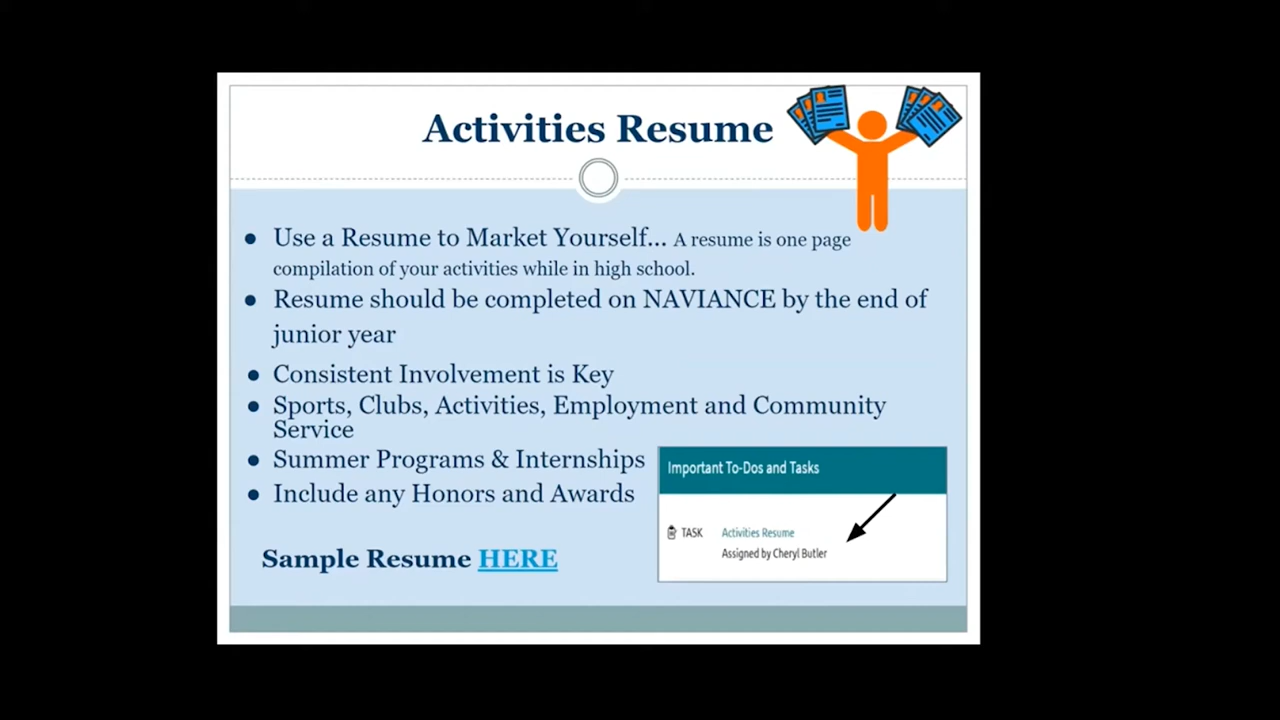 Activities Resume
● Use a Resume to Market Yourself... A resume is one page
compilation of your activities while in high school.
● Resume should be completed on NAVIANCE by the end of
junior year
● Consistent Involvement is Key
● Sports, Clubs, Activities, Employment and Community
Service
● Summer Programs & Internships
● Include any Honors and Awards
Sample Resume HERE
Important To-Dos and Tasks
TASK Activities Resume
Assigned by Cheryl Butler